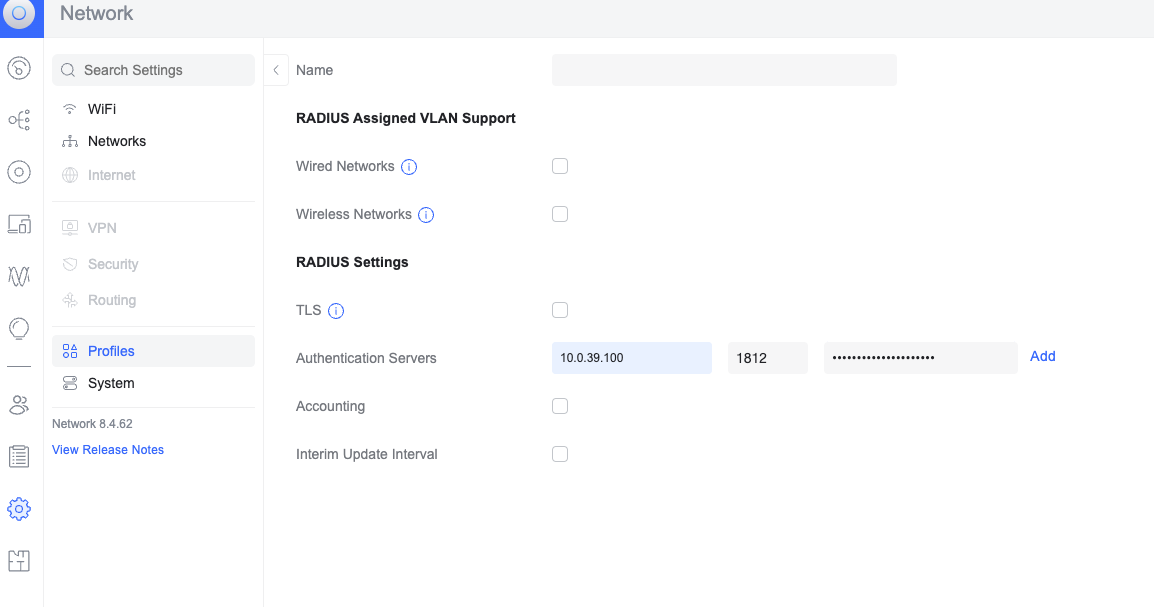 Network
Search Settings
WiFi
Networks
Internet
VPN
Security
Routing
Profiles
System
Network 8.4.62
View Release Notes
Name
RADIUS Assigned VLAN Support
Wired Networks
Wireless Networks
RADIUS Settings
TLS
Authentication Servers 10.0.39.100 1812 ••••••••••••••••••••• Add
Accounting
Interim Update Interval